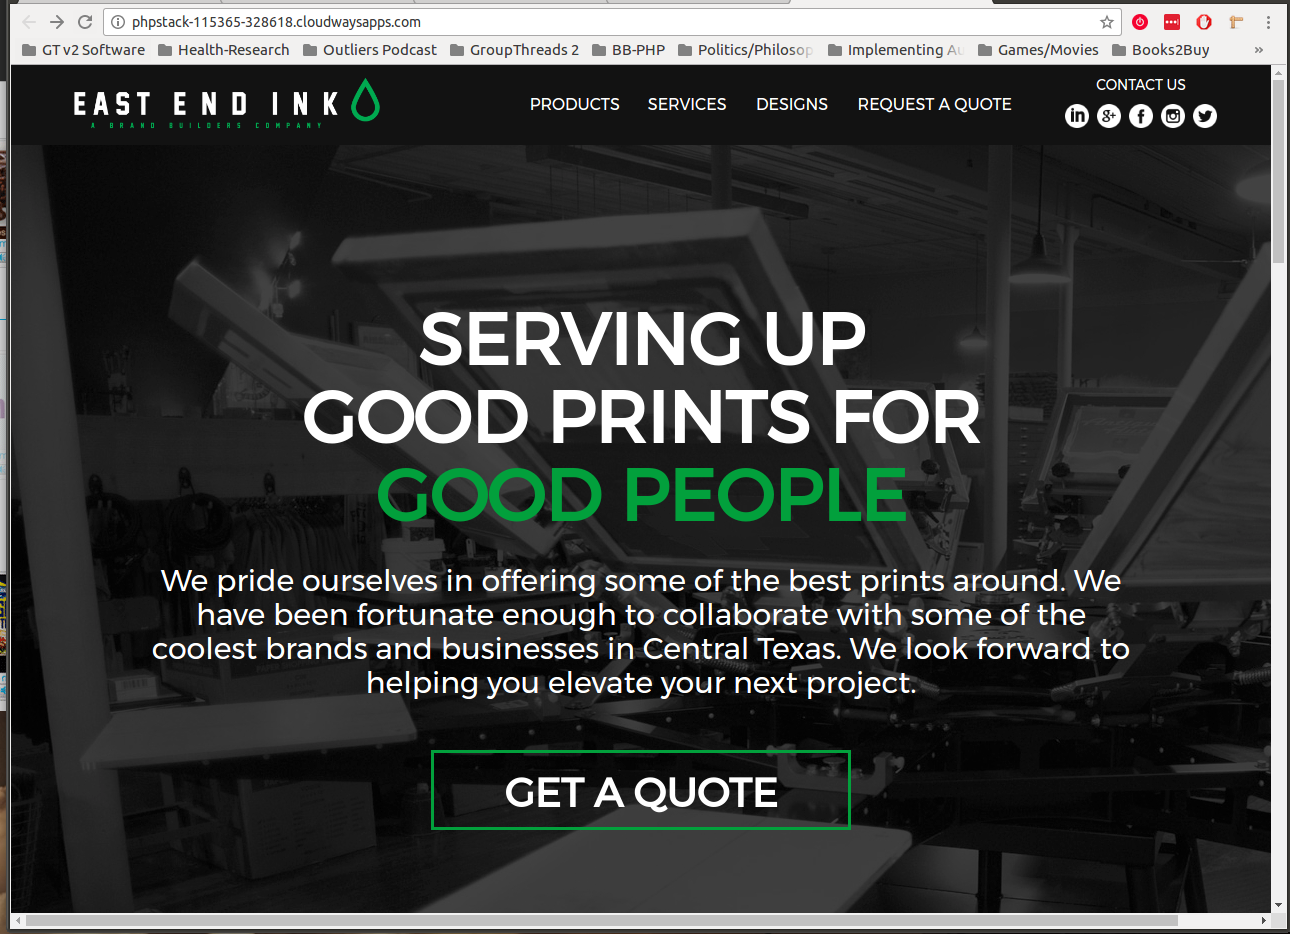 phpstack-115365-328618.cloudwaysapps.com
GT v2 Software Health-Research Outliers Podcast GroupThreads 2 BB-PHP Politics/Philosop Implementing Au Games/Movies Books2Buy »
EAST END INK
A BRAND BUILDERS COMPANY
PRODUCTS SERVICES DESIGNS REQUEST A QUOTE
CONTACT US
SERVING UP
GOOD PRINTS FOR
GOOD PEOPLE
We pride ourselves in offering some of the best prints around. We
have been fortunate enough to collaborate with some of the
coolest brands and businesses in Central Texas. We look forward to
helping you elevate your next project.
GET A QUOTE